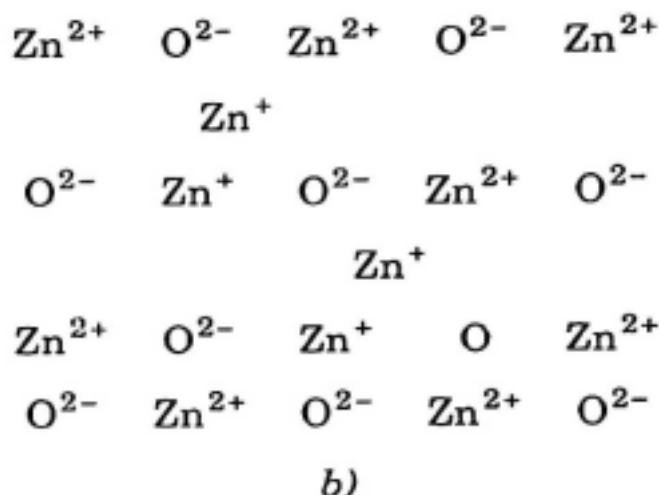 Zn²⁺ O²⁻ Zn²⁺ O²⁻ Zn²⁺
Zn⁺
O²⁻ Zn⁺ O²⁻ Zn²⁺ O²⁻
Zn⁺
Zn²⁺ O²⁻ Zn⁺ O Zn²⁺
O²⁻ Zn²⁺ O²⁻ Zn²⁺ O²⁻
b)